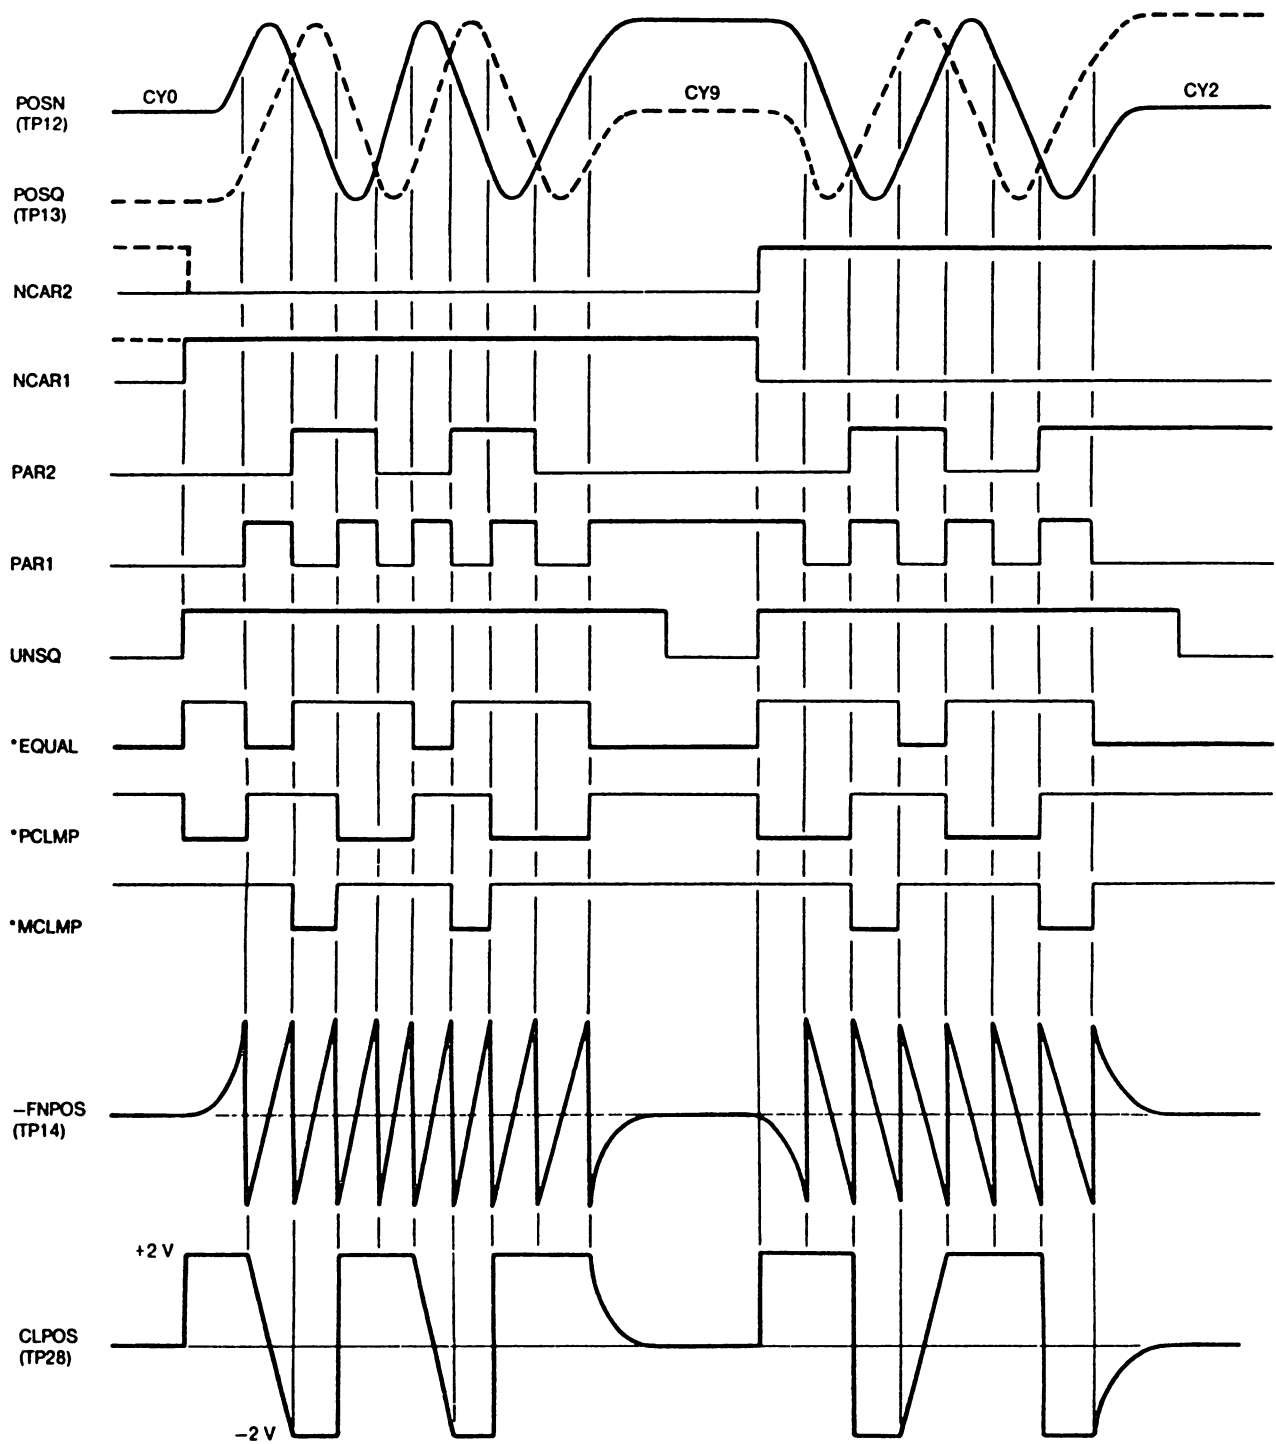 CY0
CY9
CY2
POSN
(TP12)
POSQ
(TP13)
NCAR2
NCAR1
PAR2
PAR1
UNSQ
*EQUAL
*PCLMP
*MCLMP
–FNPOS
(TP14)
+2 V
CLPOS
(TP28)
–2 V